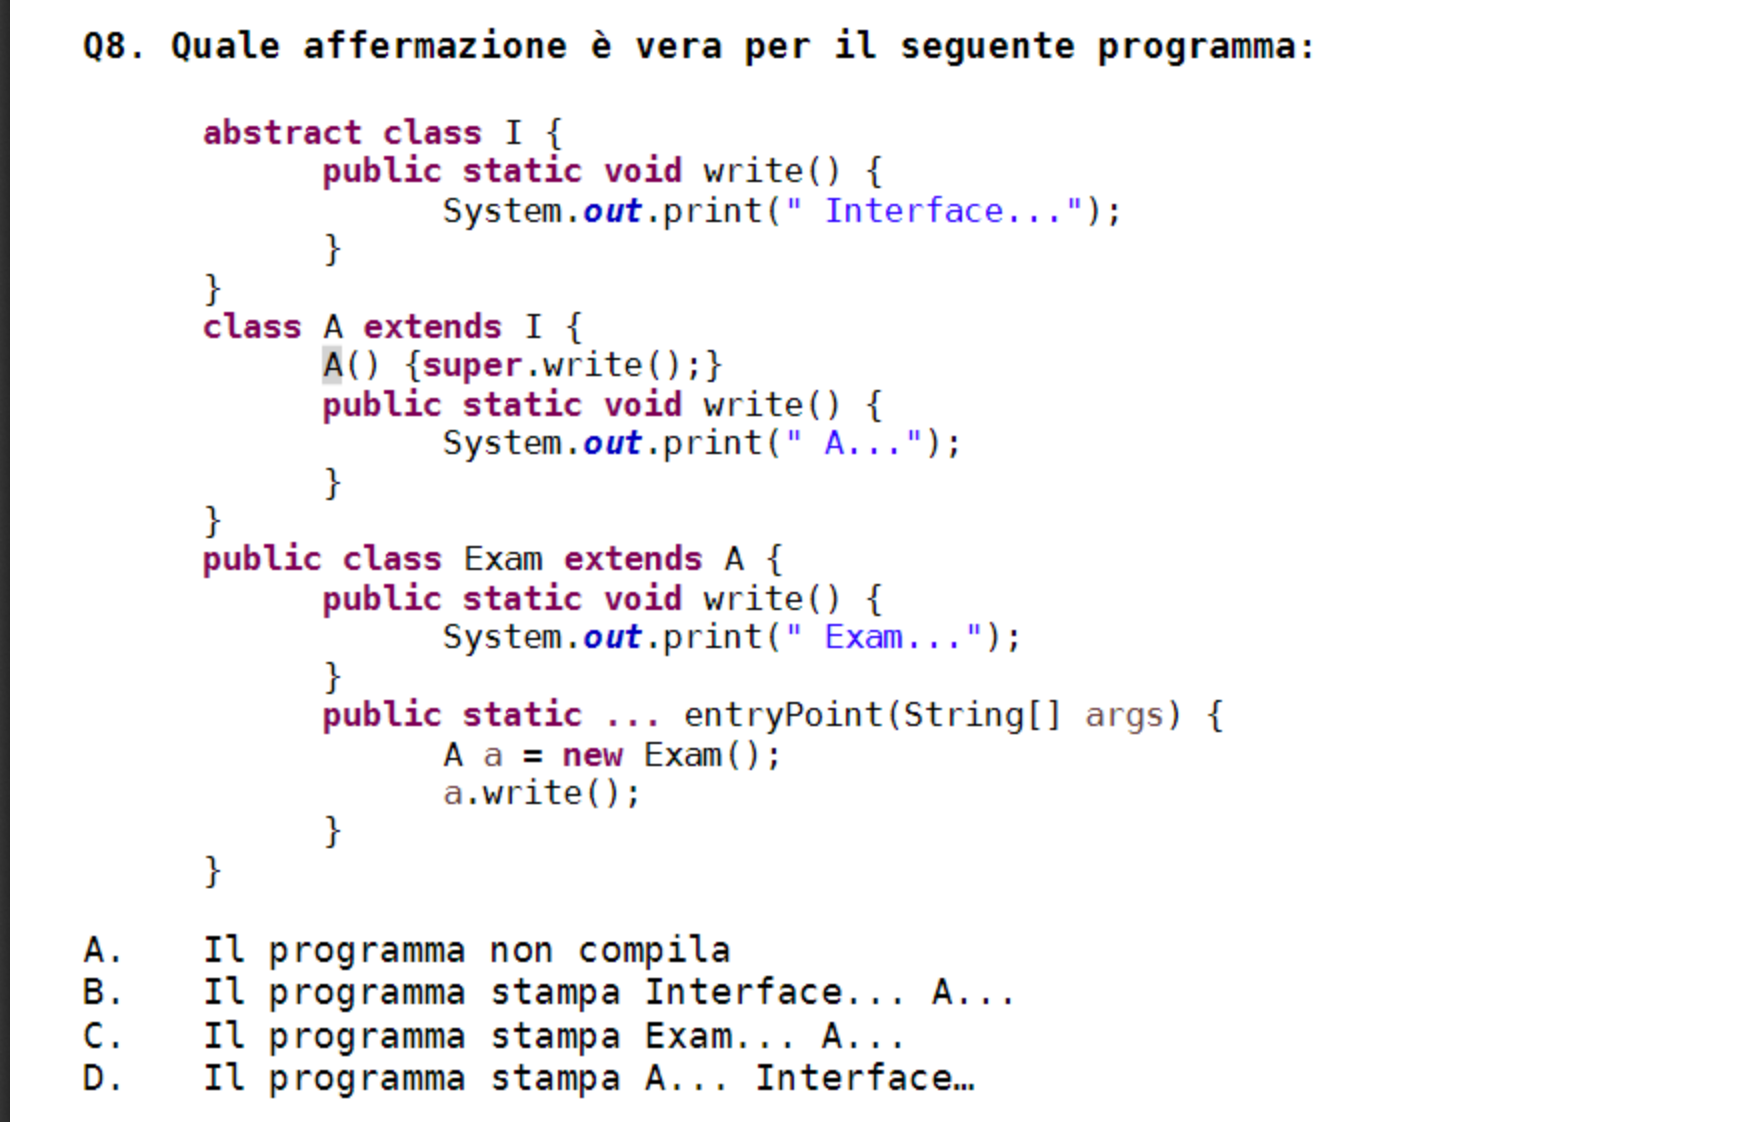 Q8. Quale affermazione è vera per il seguente programma:
abstract class I {
public static void write() {
System.out.print(" Interface...");
}
}
class A extends I {
A() {super.write();}
public static void write() {
System.out.print(" A...");
}
}
public class Exam extends A {
public static void write() {
System.out.print(" Exam...");
}
public static ... entryPoint(String[] args) {
A a = new Exam();
a.write();
}
}
A. Il programma non compila
B. Il programma stampa Interface... A...
C. Il programma stampa Exam... A...
D. Il programma stampa A... Interface…